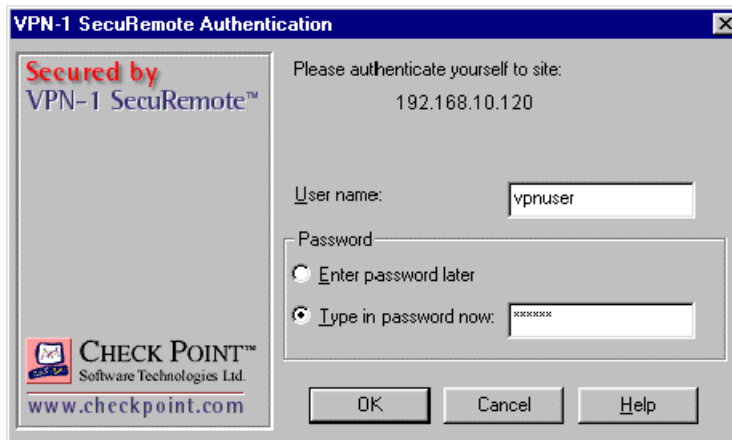 VPN-1 SecuRemote Authentication
Secured by
VPN-1 SecuRemote™
Please authenticate yourself to site:
192.168.10.120
User name:
vpnuser
Password
Enter password later
Type in password now:
******
CHECK POINT™
Software Technologies Ltd.
www.checkpoint.com
OK
Cancel
Help